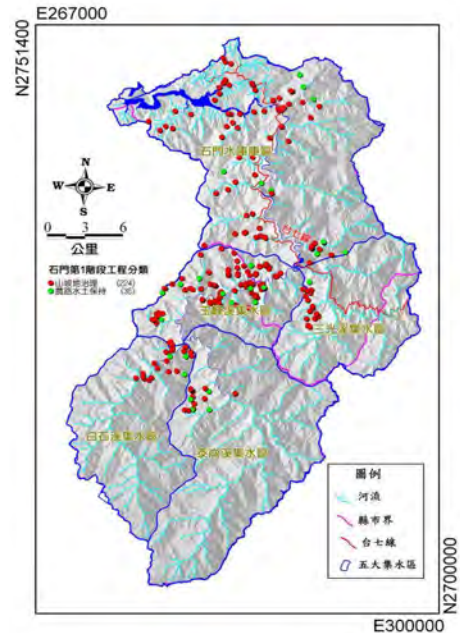 E267000
N2751400
石門水庫庫區
N
W E
S
0 3 6
公里
台七線
石門第1階段工程分類
山坡地治理 (224)
農路水土保持 (35)
玉峰溪集水區
三光溪集水區
白石溪集水區
泰崗溪集水區
圖例
河流
縣市界
台七線
五大集水區
N2700000
E300000